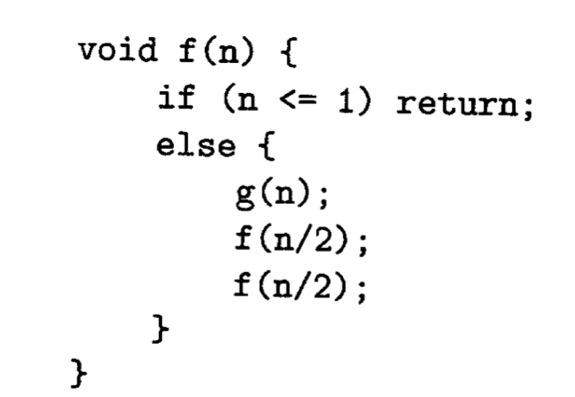 void f(n) {
    if (n <= 1) return;
    else {
        g(n);
        f(n/2);
        f(n/2);
    }
}